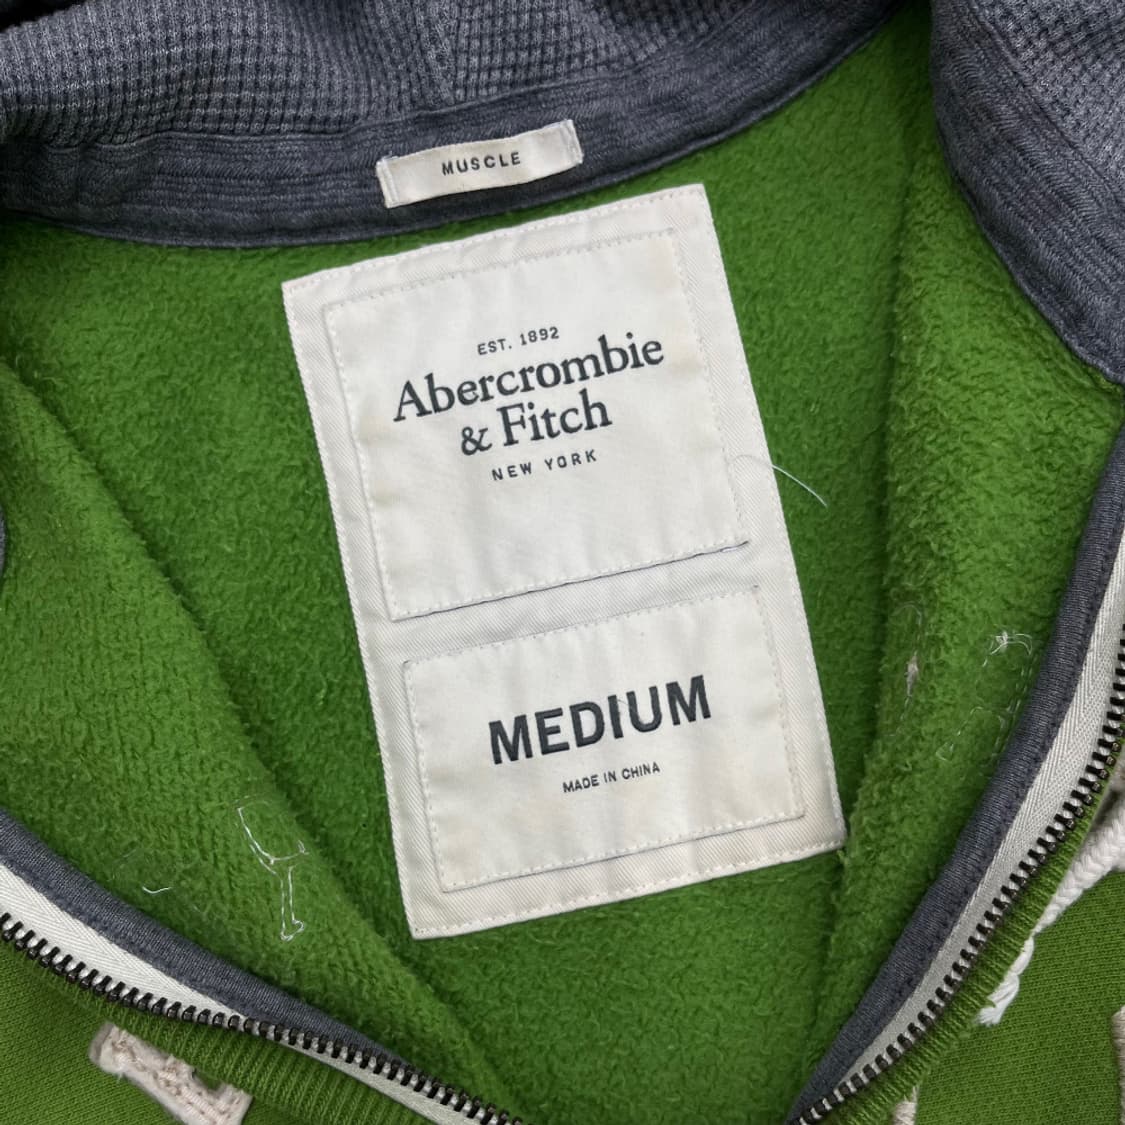 MUSCLE
EST. 1892
Abercrombie
& Fitch
NEW YORK
MEDIUM
MADE IN CHINA